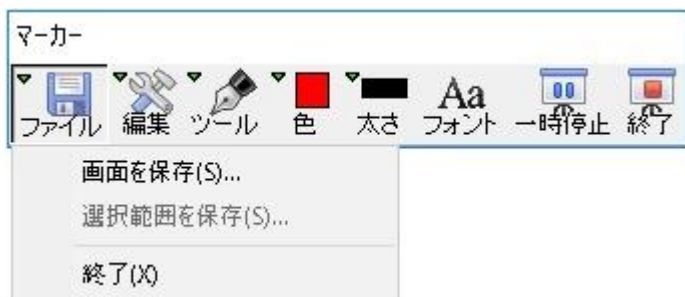 マーカー
ファイル 編集 ツール 色 太さ Aa フォント 一時停止 終了
画面を保存(S)...
選択範囲を保存(S)...
終了(X)